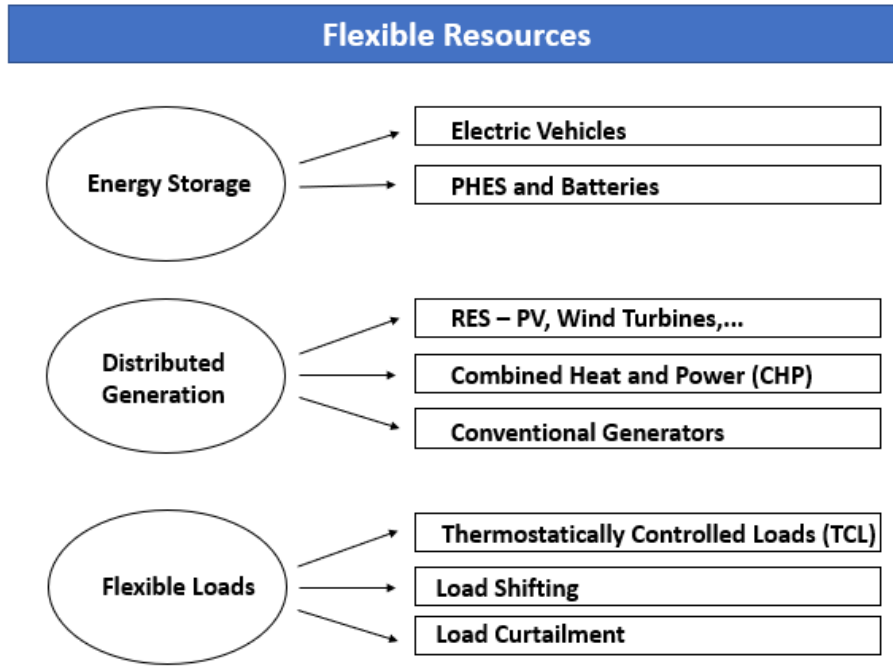 Flexible Resources
Energy Storage
Electric Vehicles
PHES and Batteries
Distributed
Generation
RES – PV, Wind Turbines,...
Combined Heat and Power (CHP)
Conventional Generators
Flexible Loads
Thermostatically Controlled Loads (TCL)
Load Shifting
Load Curtailment